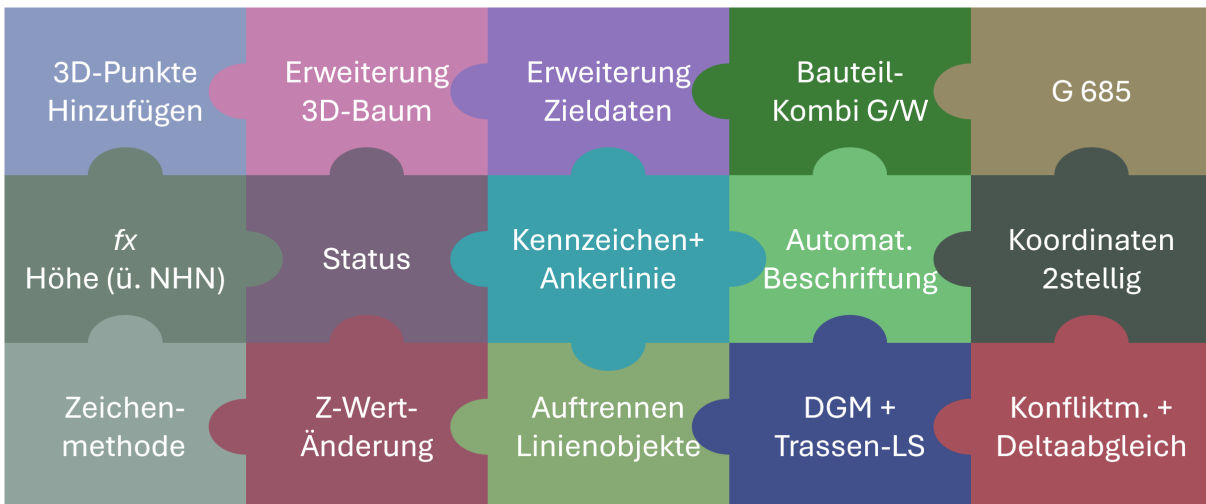 3D-Punkte
Hinzufügen
Erweiterung
3D-Baum
Erweiterung
Zieldaten
Bauteil-
Kombi G/W
G 685
fx
Höhe (ü. NHN)
Status
Kennzeichen+
Ankerlinie
Automat.
Beschriftung
Koordinaten
2stellig
Zeichen-
methode
Z-Wert-
Änderung
Auftrennen
Linienobjekte
DGM +
Trassen-LS
Konfliktm. +
Deltaabgleich